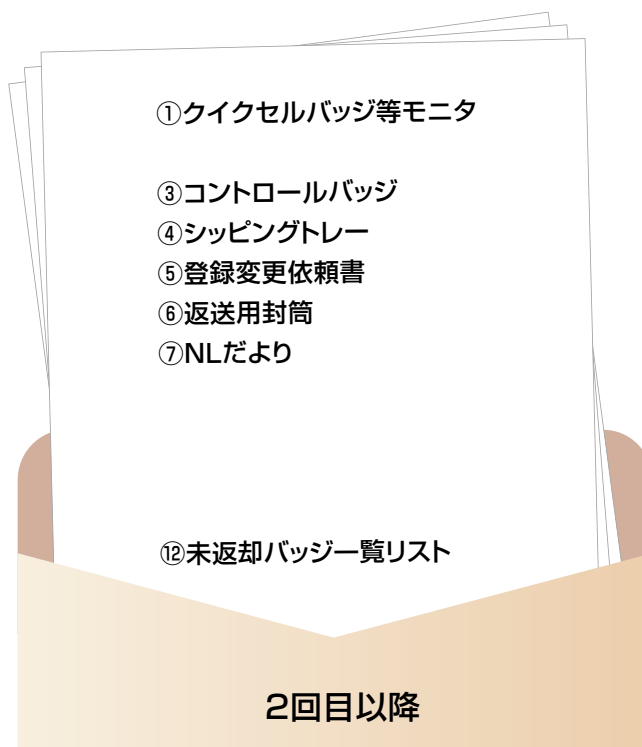 ①クイクセルバッジ等モニタ
③コントロールバッジ
④シッピングトレー
⑤登録変更依頼書
⑥返送用封筒
⑦NLだより
⑫未返却バッジ一覧リスト
2回目以降